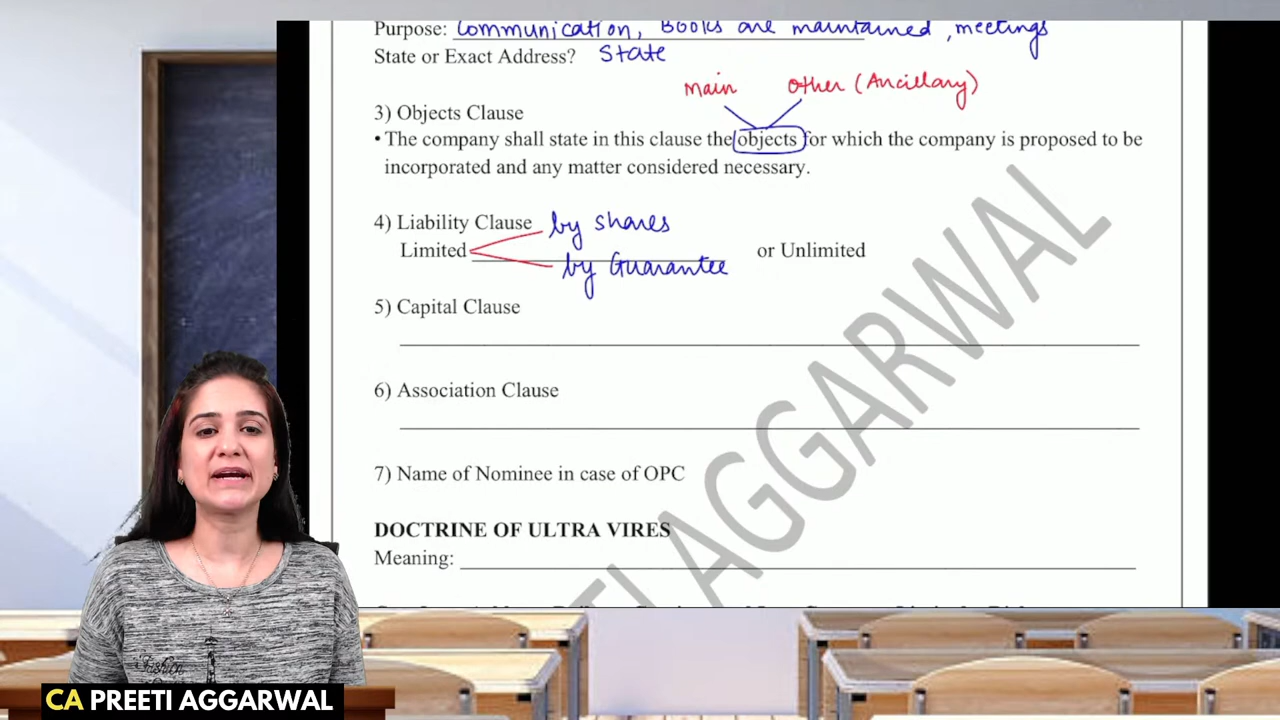 Purpose: Communication, Books are maintained, meetings
State or Exact Address? State
Main Other (Ancillary)
3) Objects Clause
• The company shall state in this clause the objects for which the company is proposed to be
incorporated and any matter considered necessary.
4) Liability Clause by shares
Limited by Guarantee or Unlimited
5) Capital Clause
6) Association Clause
7) Name of Nominee in case of OPC
DOCTRINE OF ULTRA VIRES
Meaning:
AGGARWAL
CA PREETI AGGARWAL